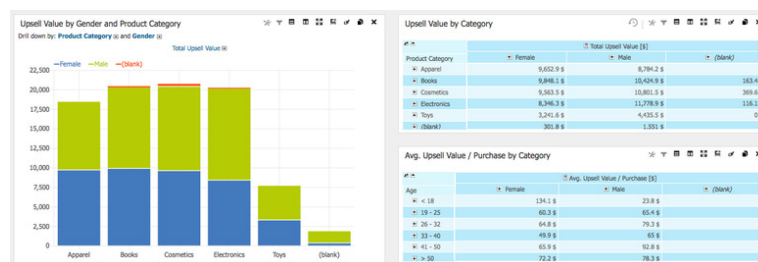 Upsell Value by Gender and Product Category
Drill down by: Product Category and Gender
Total Upsell Value
Female Male (blank)
22,500
20,000
17,500
15,000
12,500
10,000
7,500
5,000
2,500
0
Apparel Books Cosmetics Electronics Toys (blank)
Upsell Value by Category
Total Upsell Value [$]
Product Category Female Male (blank)
Apparel 9,652.9 $ 8,784.2 $
Books 9,848.1 $ 10,424.9 $ 163.4
Cosmetics 9,563.5 $ 10,801.5 $ 369.6
Electronics 8,346.3 $ 11,778.9 $ 116.1
Toys 3,241.6 $ 4,435.5 $ 0
(blank) 301.8 $ 1,551 $
Avg. Upsell Value / Purchase by Category
Avg. Upsell Value / Purchase [$]
Age Female Male (blank)
< 18 134.1 $ 23.8 $
19 - 25 60.3 $ 65.4 $
26 - 32 64.8 $ 79.3 $
33 - 40 49.9 $ 65 $
41 - 50 65.9 $ 92.8 $
> 50 72.2 $ 78.3 $